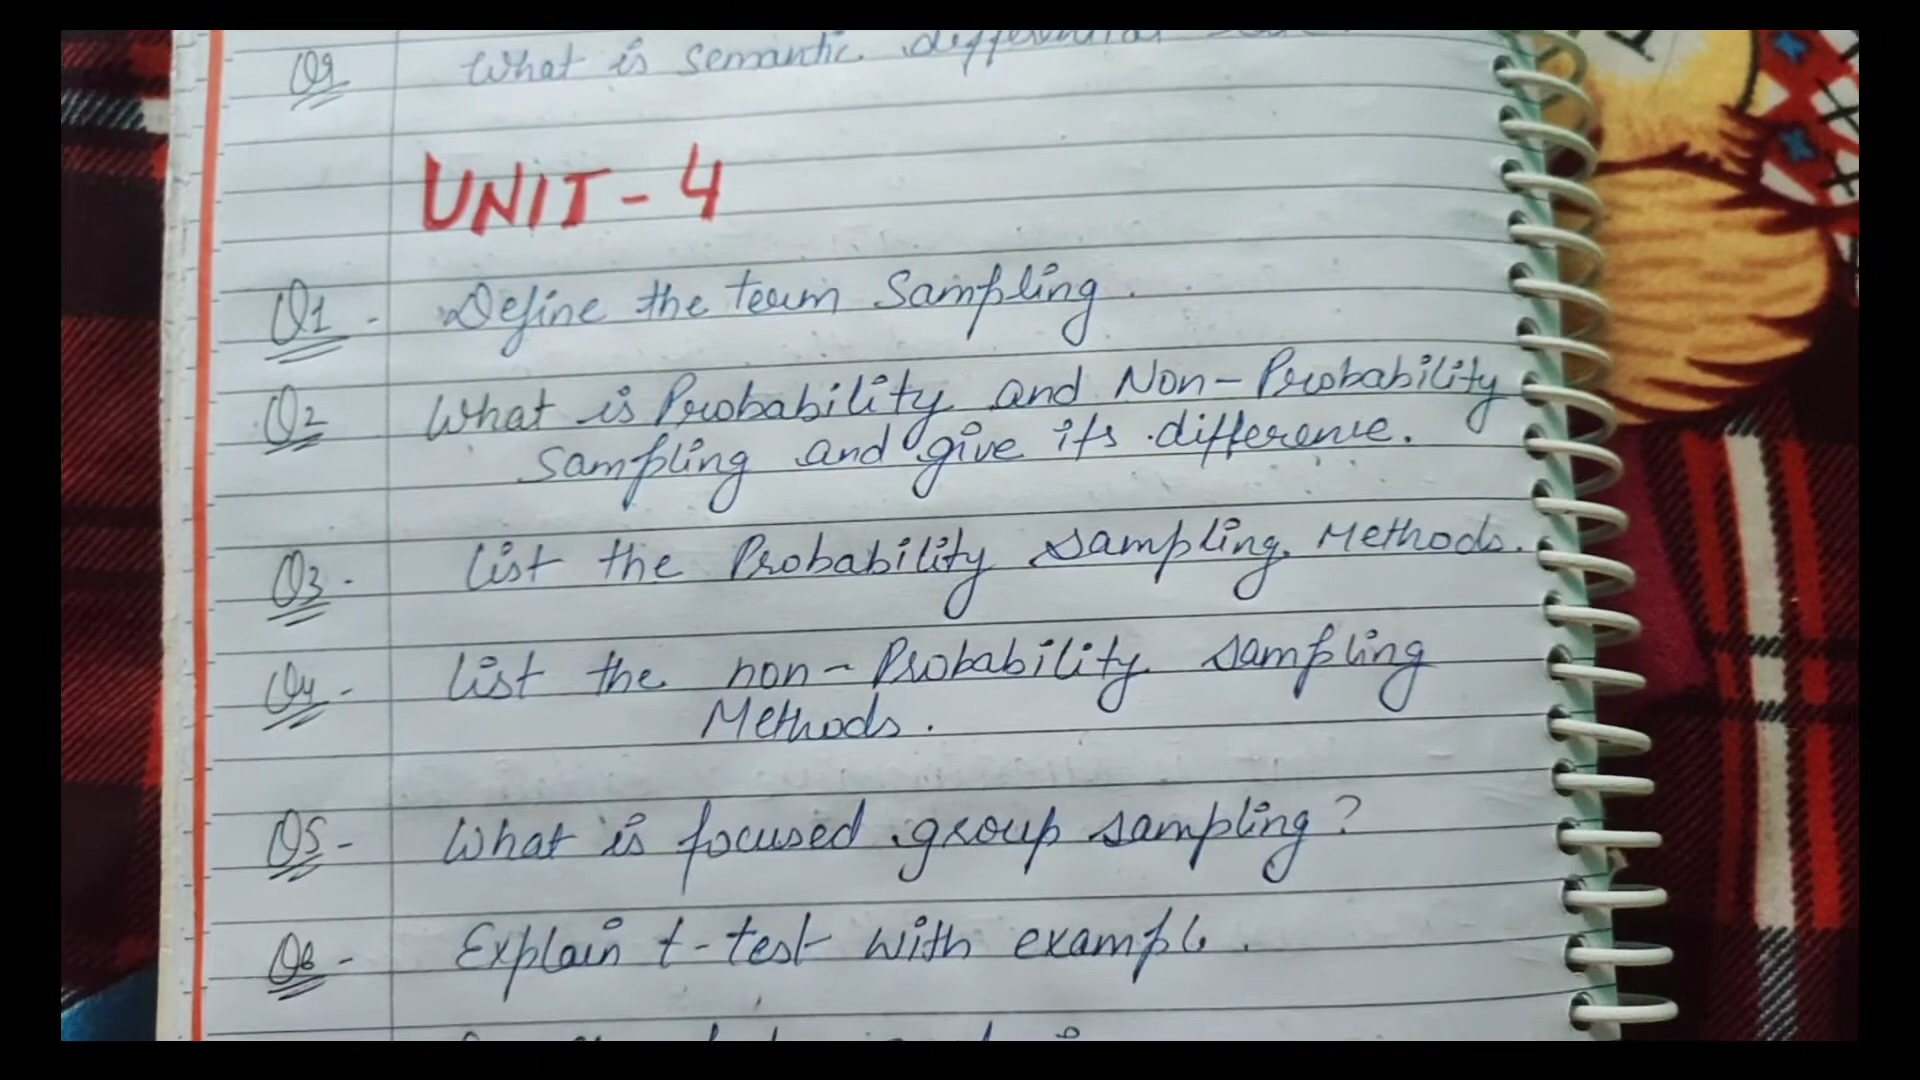 Q9 What is semantic differential
UNIT - 4
Q1 - Define the term Sampling.
Q2 What is Probability and Non-Probability
Sampling and give its difference.
Q3 - List the Probability Sampling Methods.
Q4 - List the non-Probability Sampling
Methods.
Q5 - What is focused group sampling?
Q6 - Explain t-test with example.